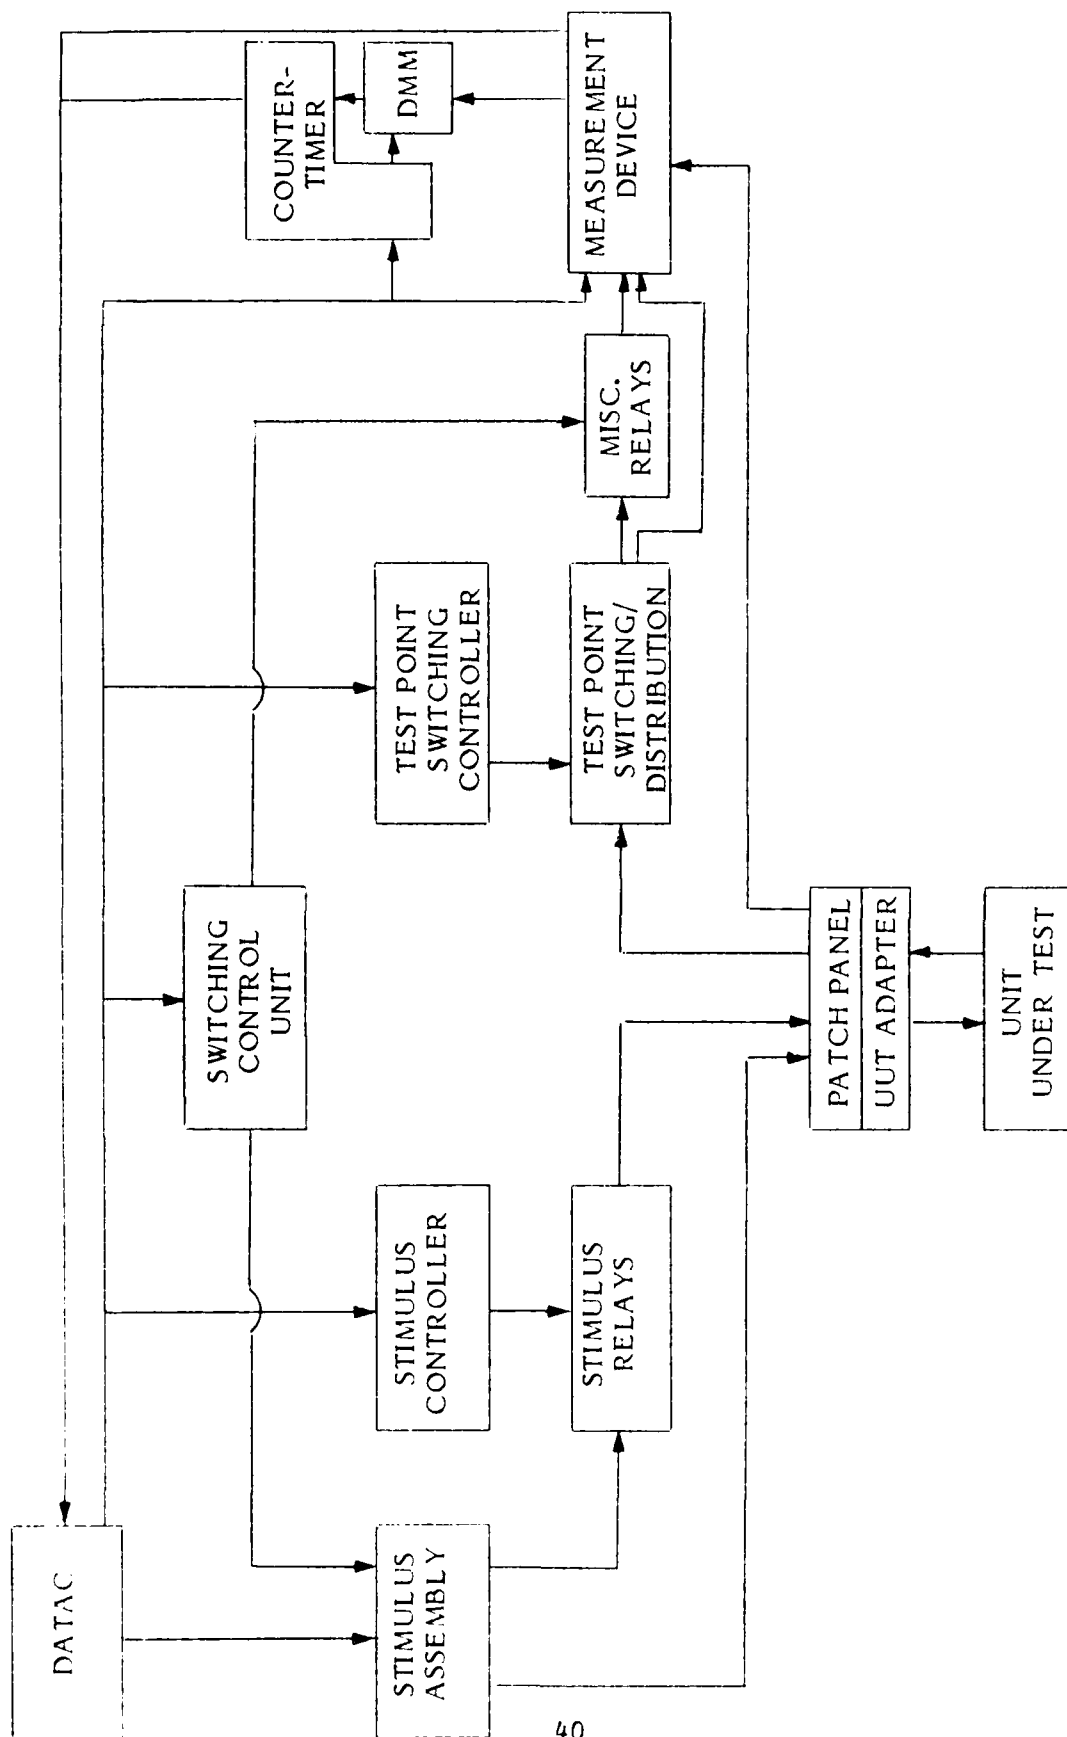 DATAC
SWITCHING
CONTROL
UNIT
COUNTER-
TIMER
DMM
STIMULUS
ASSEMBLY
STIMULUS
CONTROLLER
TEST POINT
SWITCHING
CONTROLLER
STIMULUS
RELAYS
TEST POINT
SWITCHING/
DISTRIBUTION
MISC.
RELAYS
MEASUREMENT
DEVICE
PATCH PANEL
UUT ADAPTER
UNIT
UNDER TEST
40